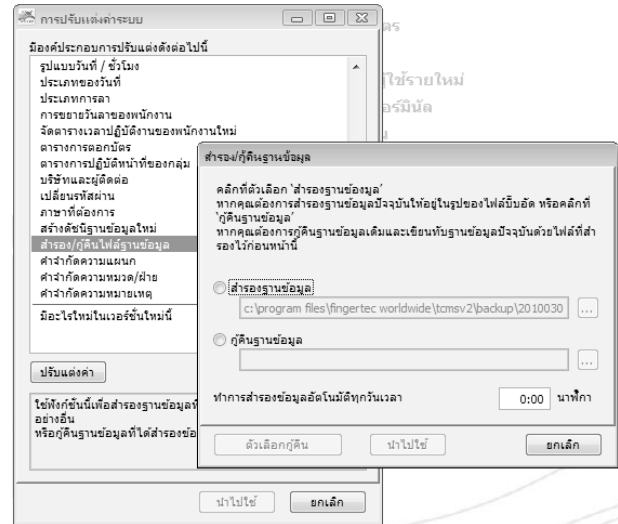 การปรับแต่งค่าระบบ
มีองค์ประกอบการปรับแต่งดังต่อไปนี้
รูปแบบวันที่ / ชั่วโมง
ประเภทของวันที่
ประเภทการลา
การขยายวันลาของพนักงาน
จัดตารางเวลาปฏิบัติงานของพนักงานใหม่
ตารางการตอกบัตร
ตารางการปฏิบัติหน้าที่ของกลุ่ม
บริษัทและผู้ติดต่อ
เปลี่ยนรหัสผ่าน
ภาษาที่ต้องการ
สร้างดัชนีฐานข้อมูลใหม่
สำรอง/กู้คืนไฟล์ฐานข้อมูล
คำจำกัดความแผนก
คำจำกัดความหมวด/ฝ่าย
คำจำกัดความหมายเหตุ
มีอะไรใหม่ในเวอร์ชั่นใหม่นี้
ปรับแต่งค่า
ใช้ฟังก์ชั่นนี้เพื่อสำรองฐานข้อมูลที่
อย่างอื่น
หรือกู้คืนฐานข้อมูลที่ได้สำรองข้อ
นำไปใช้
ยกเลิก
ตร
ผู้ใช้รายใหม่
อร์มินัล
น
สำรอง/กู้คืนฐานข้อมูล
คลิกที่ตัวเลือก 'สำรองฐานข้อมูล'
หากคุณต้องการสำรองฐานข้อมูลปัจจุบันให้อยู่ในรูปของไฟล์บีบอัด หรือคลิกที่
'กู้คืนฐานข้อมูล'
หากคุณต้องการกู้คืนฐานข้อมูลเดิมและเขียนทับฐานข้อมูลปัจจุบันด้วยไฟล์ที่สำ
รองไว้ก่อนหน้านี้
สำรองฐานข้อมูล
c:\program files\fingertec worldwide\tcmsv2\backup\2010030 ...
กู้คืนฐานข้อมูล
...
ทำการสำรองข้อมูลอัตโนมัติทุกวันเวลา 0:00 นาฬิกา
ตัวเลือกกู้คืน
นำไปใช้
ยกเลิก